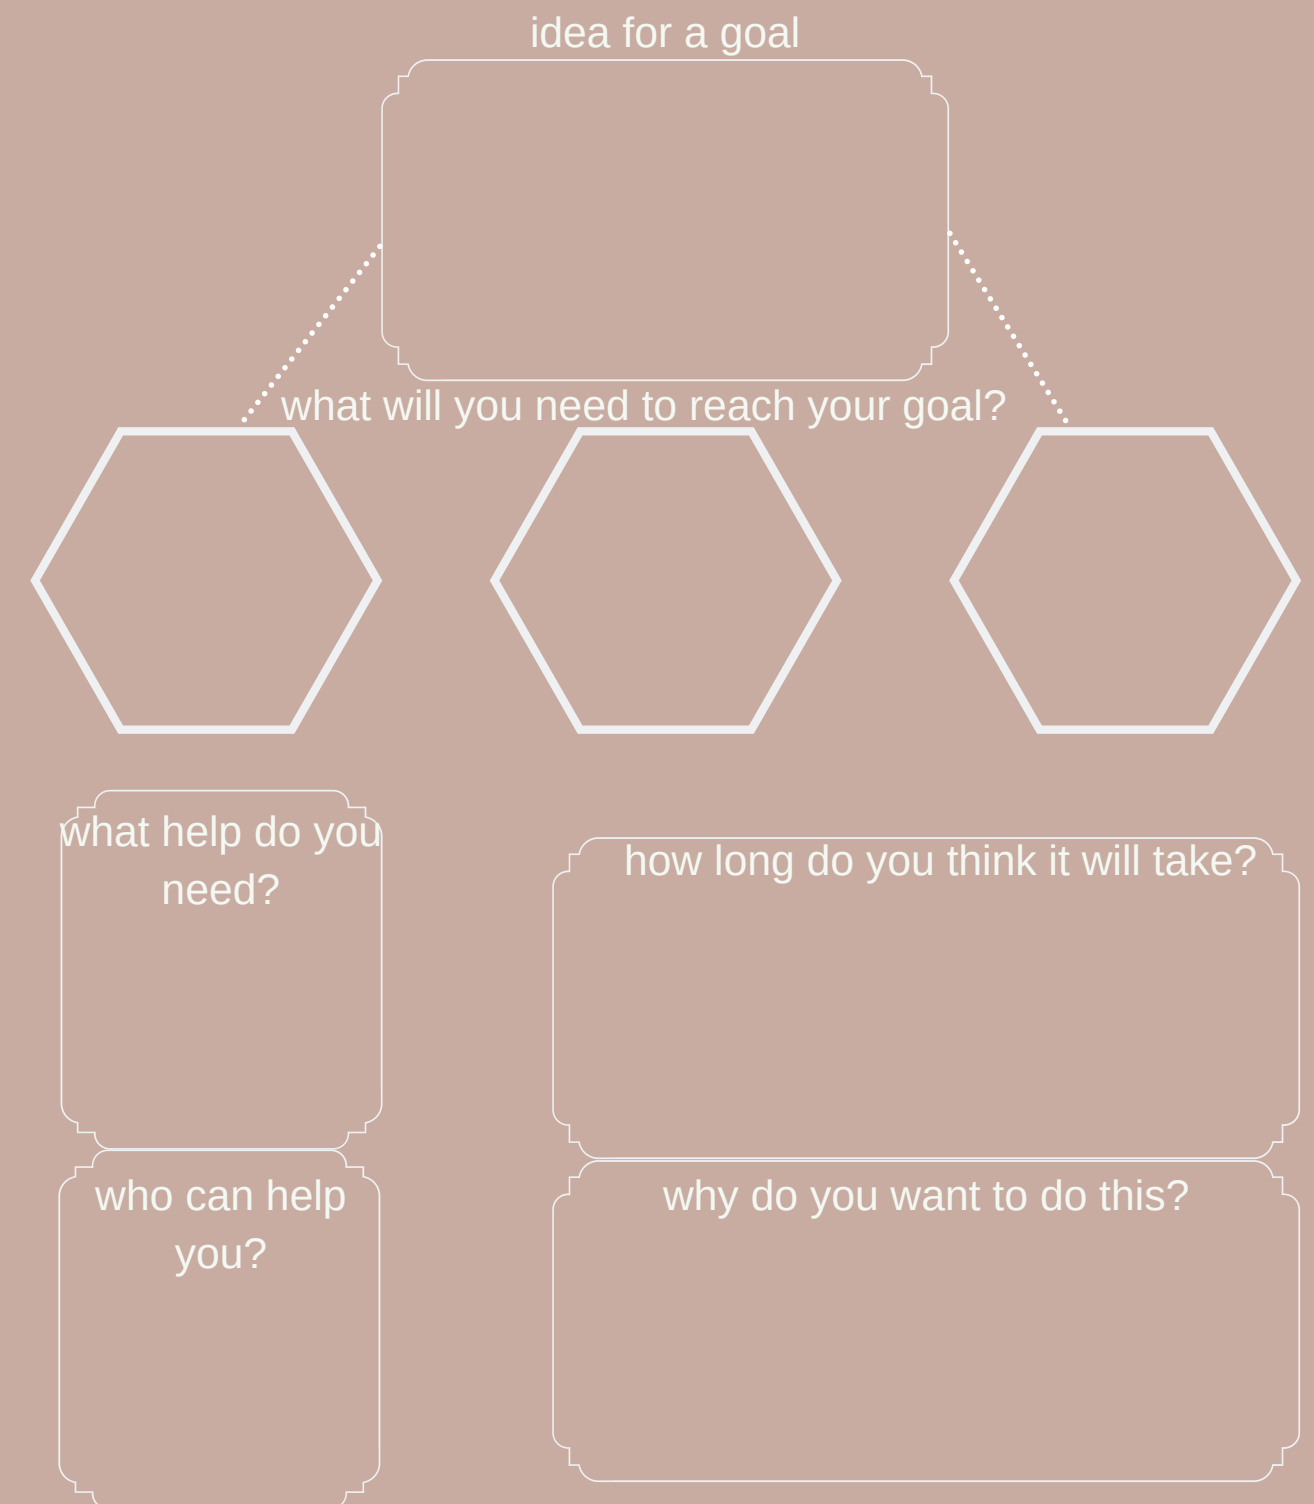 idea for a goal
what will you need to reach your goal?
what help do you
need?
how long do you think it will take?
who can help
you?
why do you want to do this?